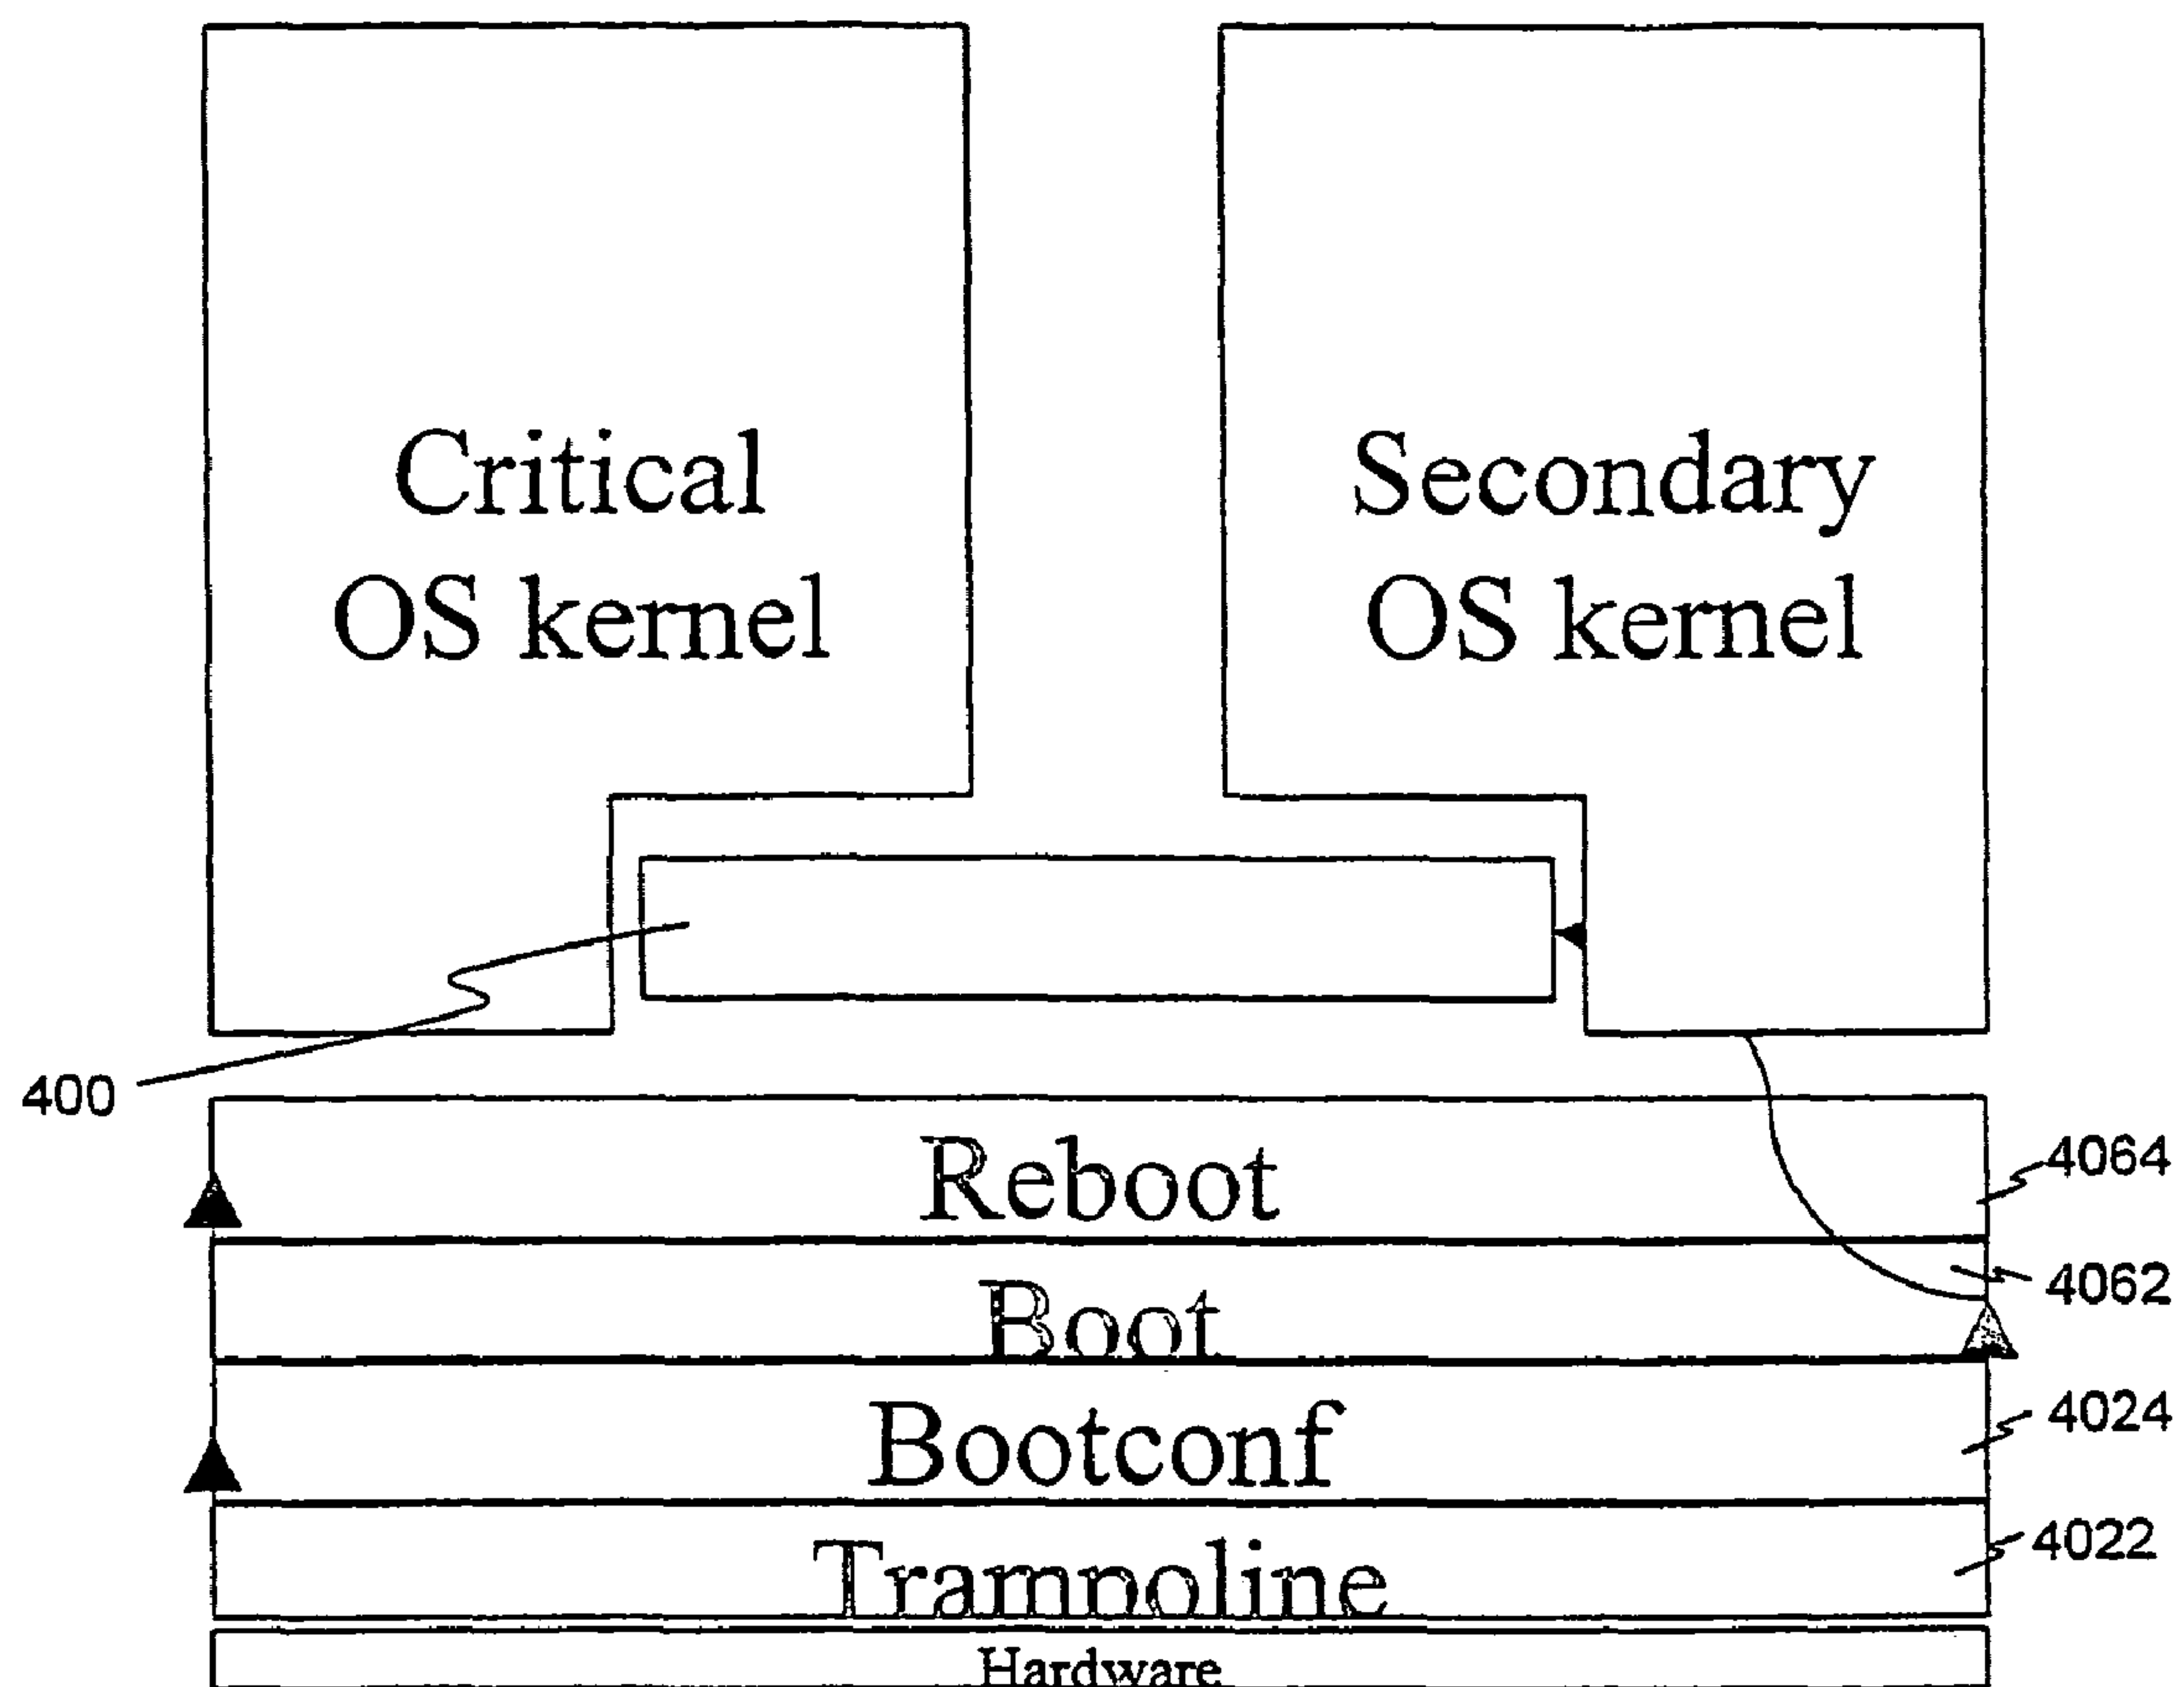 Critical
OS kernel
Secondary
OS kernel
400
Reboot
4064
Boot
4062
Bootconf
4024
Trampoline
4022
Hardware